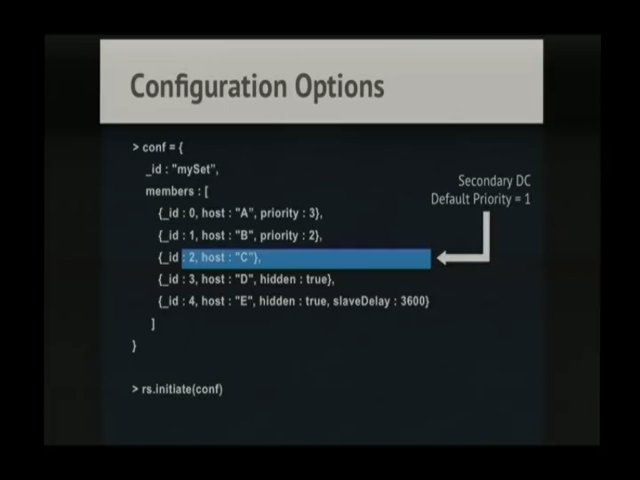 Configuration Options
> conf = {
_id : "mySet",
members : [
{_id : 0, host : "A", priority : 3},
{_id : 1, host : "B", priority : 2},
{_id : 2, host : "C"},
{_id : 3, host : "D", hidden : true},
{_id : 4, host : "E", hidden : true, slaveDelay : 3600}
]
}
> rs.initiate(conf)
Secondary DC
Default Priority = 1